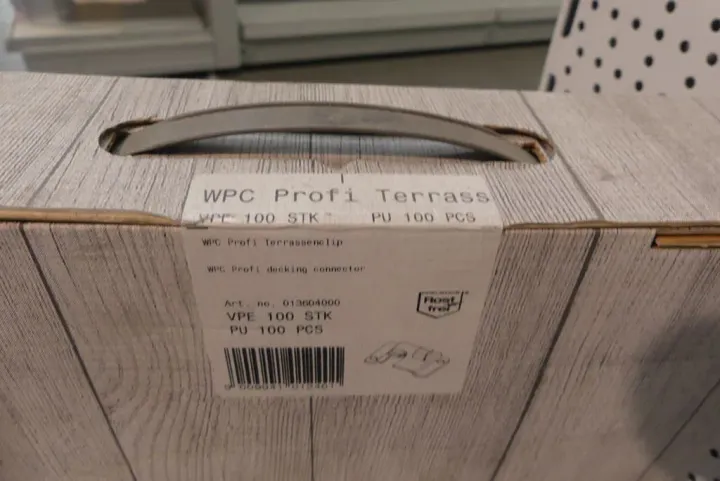 WPC Profi Terrass
VPE 100 STK PU 100 PCS
WPC Profi Terrassenclip
WPC Profi decking connector
Art. no. 013604000
VPE 100 STK
PU 100 PCS
Rost
frei